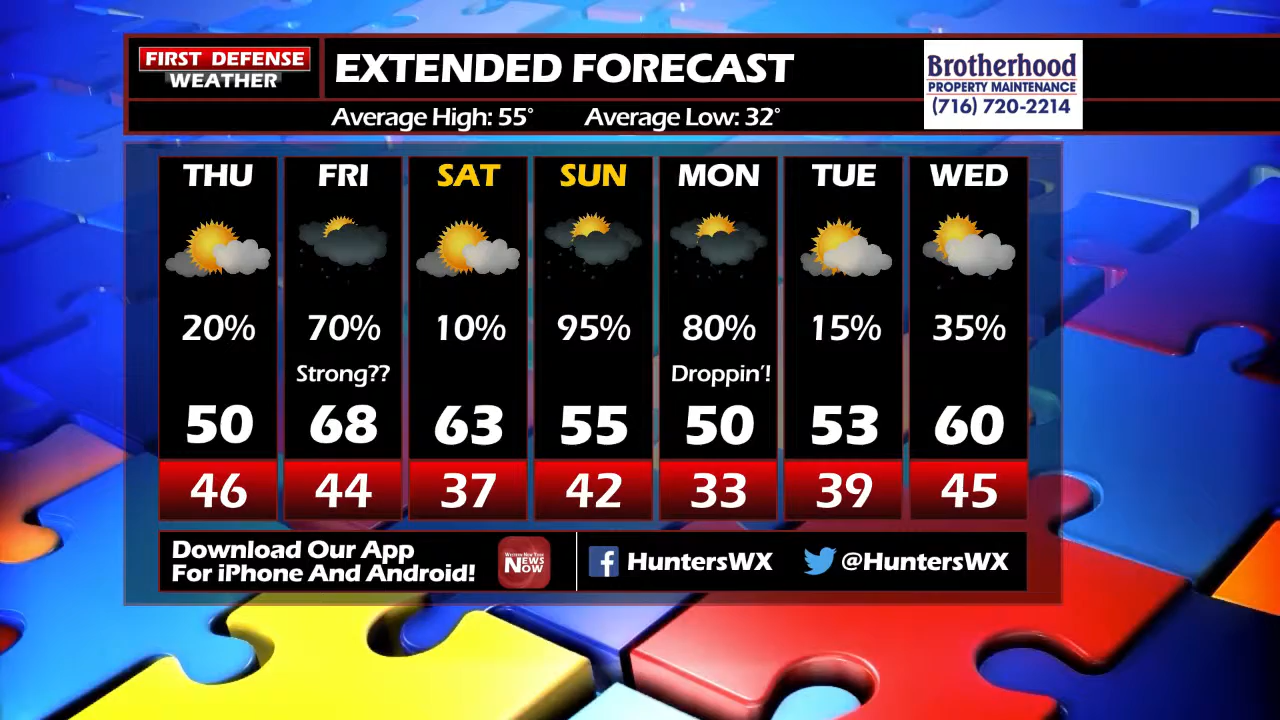 FIRST DEFENSE
WEATHER
EXTENDED FORECAST
Average High: 55° Average Low: 32°
Brotherhood
PROPERTY MAINTENANCE
(716) 720-2214
THU FRI SAT SUN MON TUE WED
20% 70% 10% 95% 80% 15% 35%
Strong?? Droppin'!
50 68 63 55 50 53 60
46 44 37 42 33 39 45
Download Our App
For iPhone And Android!
WESTERN NEW YORK
NEWS
NOW
f HuntersWX @HuntersWX